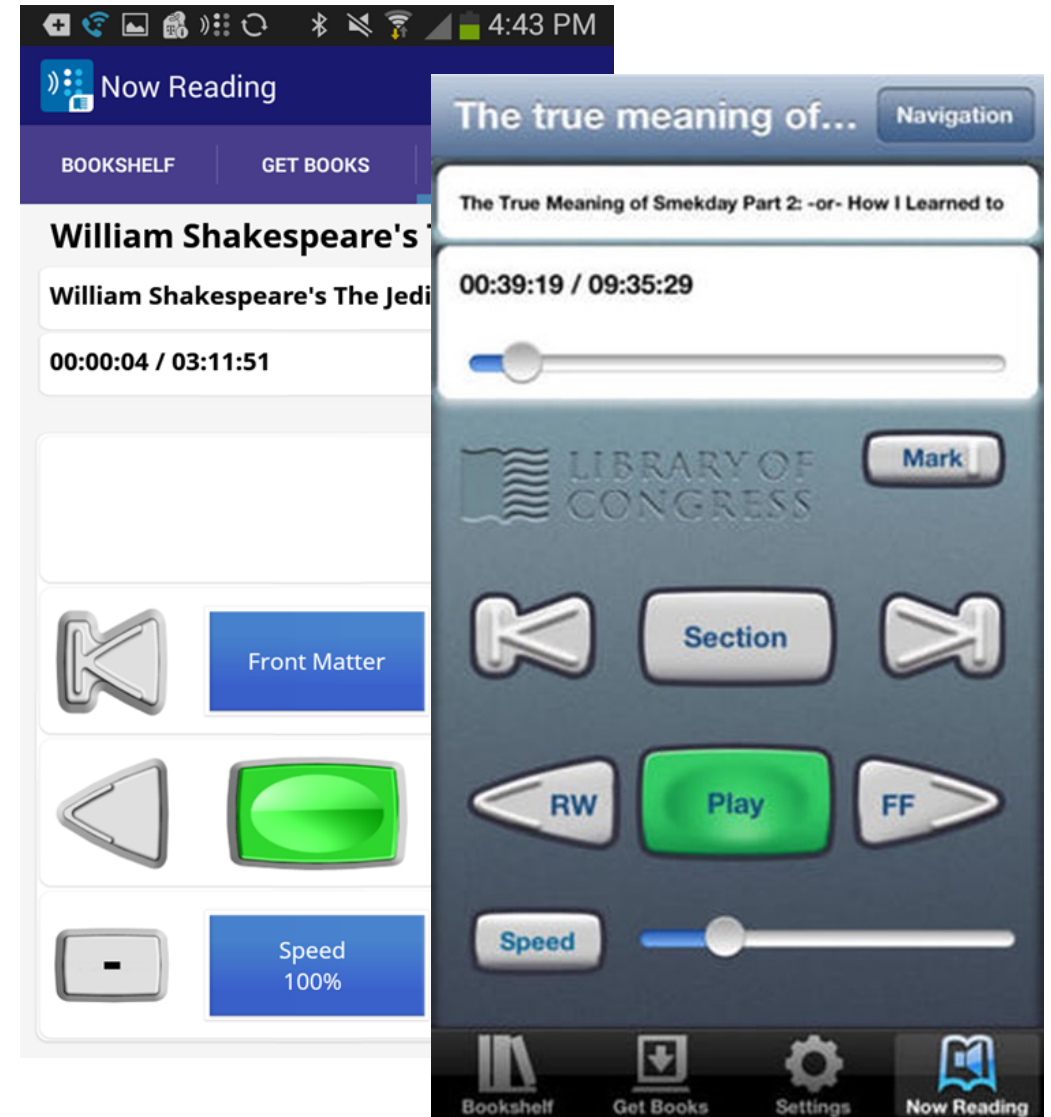 4:43 PM
Now Reading
BOOKSHELF
GET BOOKS
William Shakespeare's
William Shakespeare's The Jedi
00:00:04 / 03:11:51
Front Matter
-
Speed
100%
The true meaning of...
Navigation
The True Meaning of Smekday Part 2: -or- How I Learned to
00:39:19 / 09:35:29
LIBRARY OF
CONGRESS
Mark
Section
RW
Play
FF
Speed
Bookshelf
Get Books
Settings
Now Reading